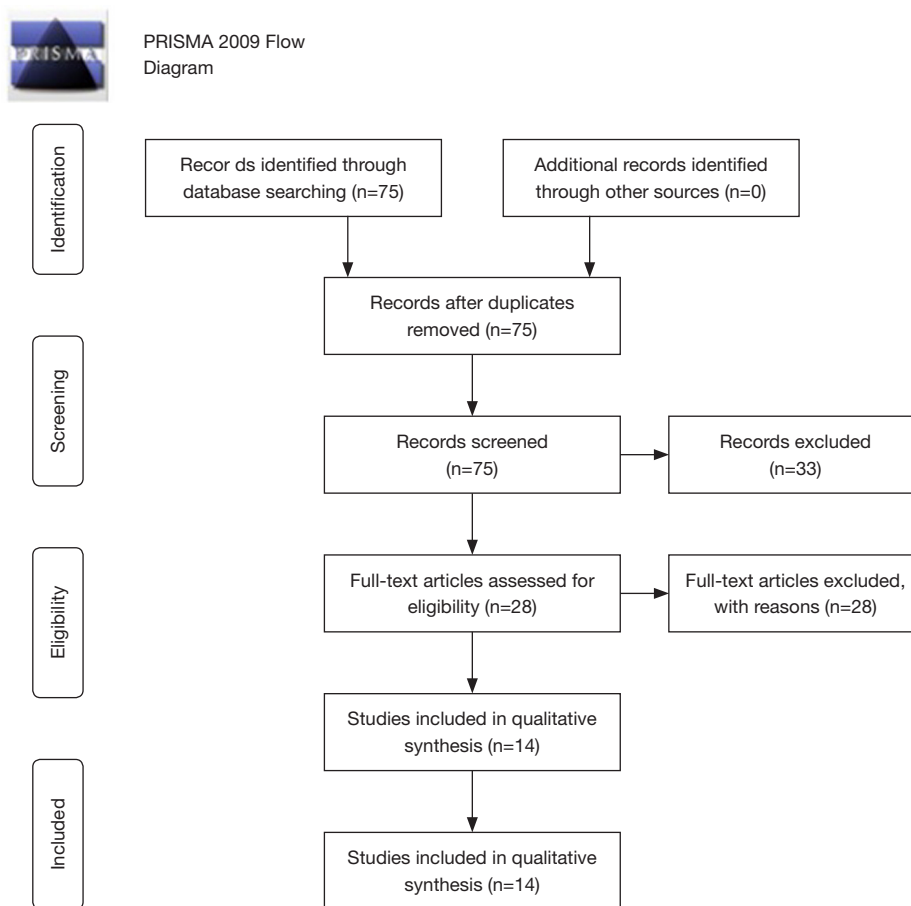 PRISMA
PRISMA 2009 Flow
Diagram
Identification
Recor ds identified through
database searching (n=75)
Additional records identified
through other sources (n=0)
Records after duplicates
removed (n=75)
Screening
Records screened
(n=75)
Records excluded
(n=33)
Eligibility
Full-text articles assessed for
eligibility (n=28)
Full-text articles excluded,
with reasons (n=28)
Studies included in qualitative
synthesis (n=14)
Included
Studies included in qualitative
synthesis (n=14)